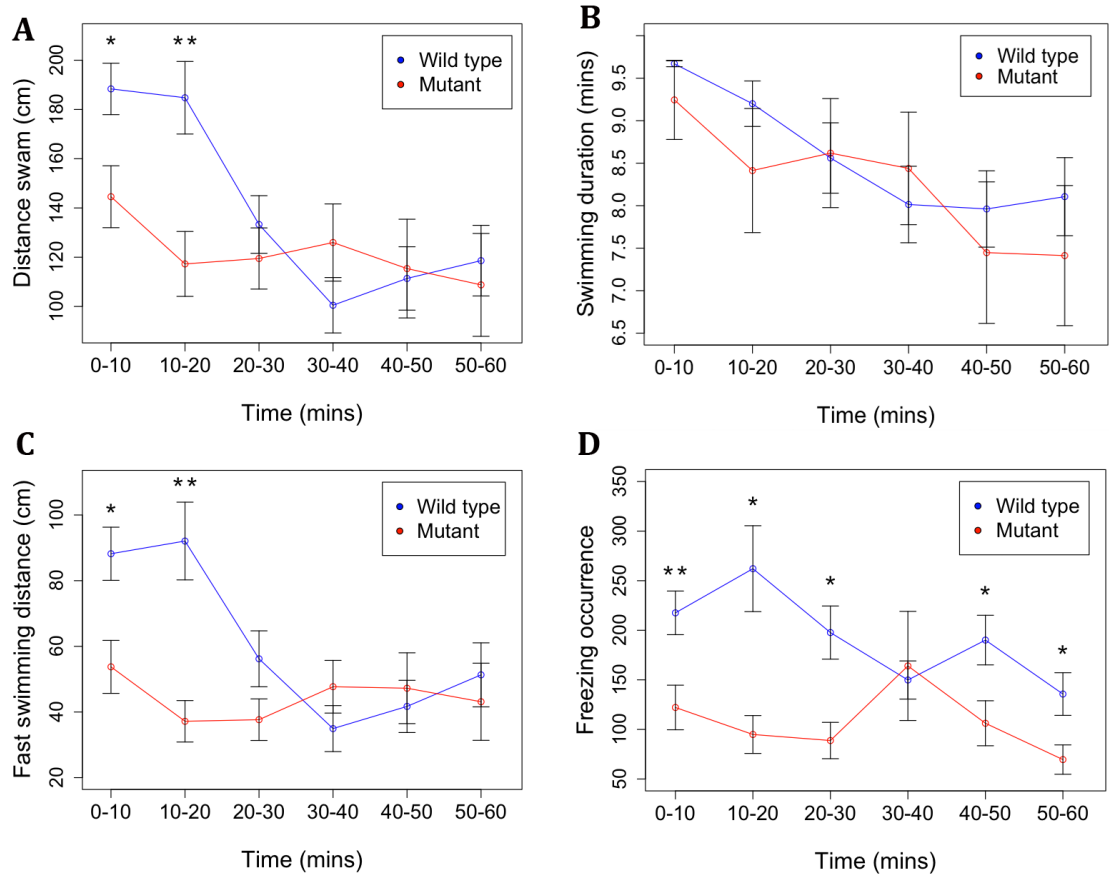 A
B
Distance swam (cm)
200
180
160
140
120
100
* **
Wild type
Mutant
0-10 10-20 20-30 30-40 40-50 50-60
Time (mins)
Swimming duration (mins)
9.5
9.0
8.5
8.0
7.5
7.0
6.5
Wild type
Mutant
0-10 10-20 20-30 30-40 40-50 50-60
Time (mins)
C
D
Fast swimming distance (cm)
100
80
60
40
20
* **
Wild type
Mutant
0-10 10-20 20-30 30-40 40-50 50-60
Time (mins)
Freezing occurrence
350
300
250
200
150
100
50
** * * * *
Wild type
Mutant
0-10 10-20 20-30 30-40 40-50 50-60
Time (mins)